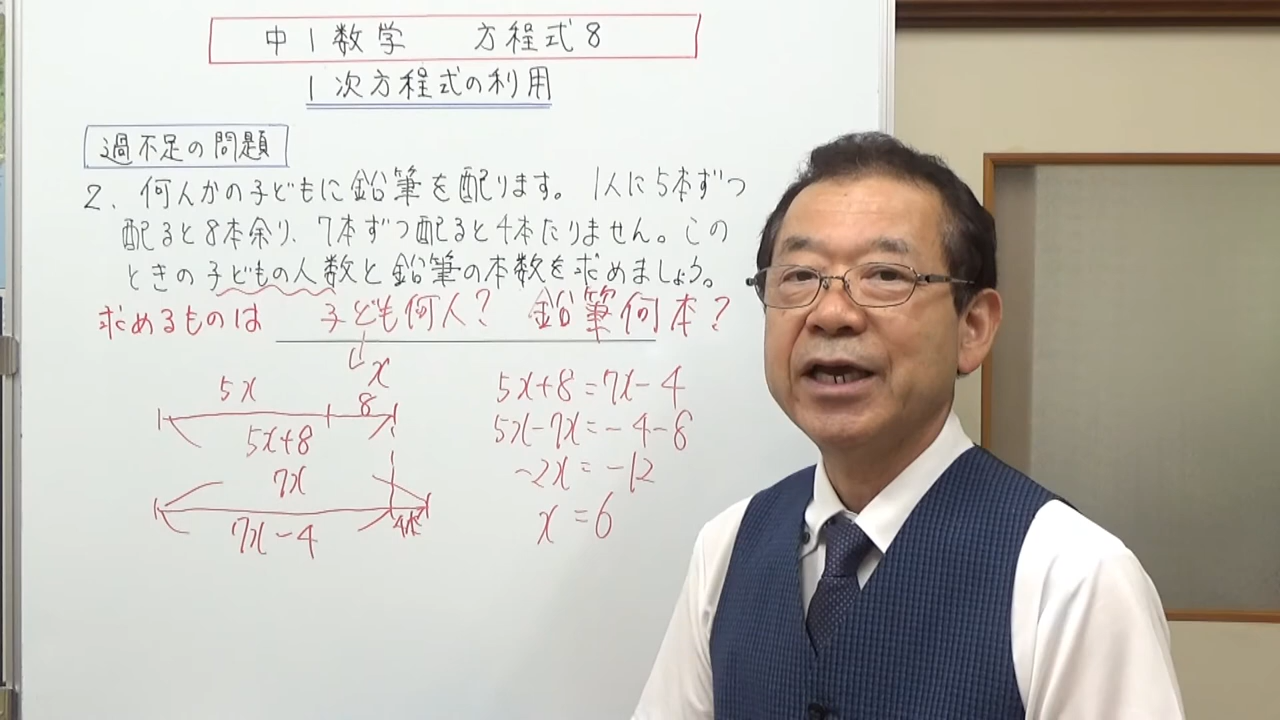 中1数学 方程式8
1次方程式の利用
過不足の問題
2. 何人かの子どもに鉛筆を配ります。1人に5本ずつ
配ると8本余り、7本ずつ配ると4本たりません。この
ときの子どもの人数と鉛筆の本数を求めましょう。
求めるものは 子ども何人? 鉛筆何本?
x
5x 8
5x+8
7x
7x-4 4本
5x+8=7x-4
5x-7x=-4-8
-2x=-12
x=6